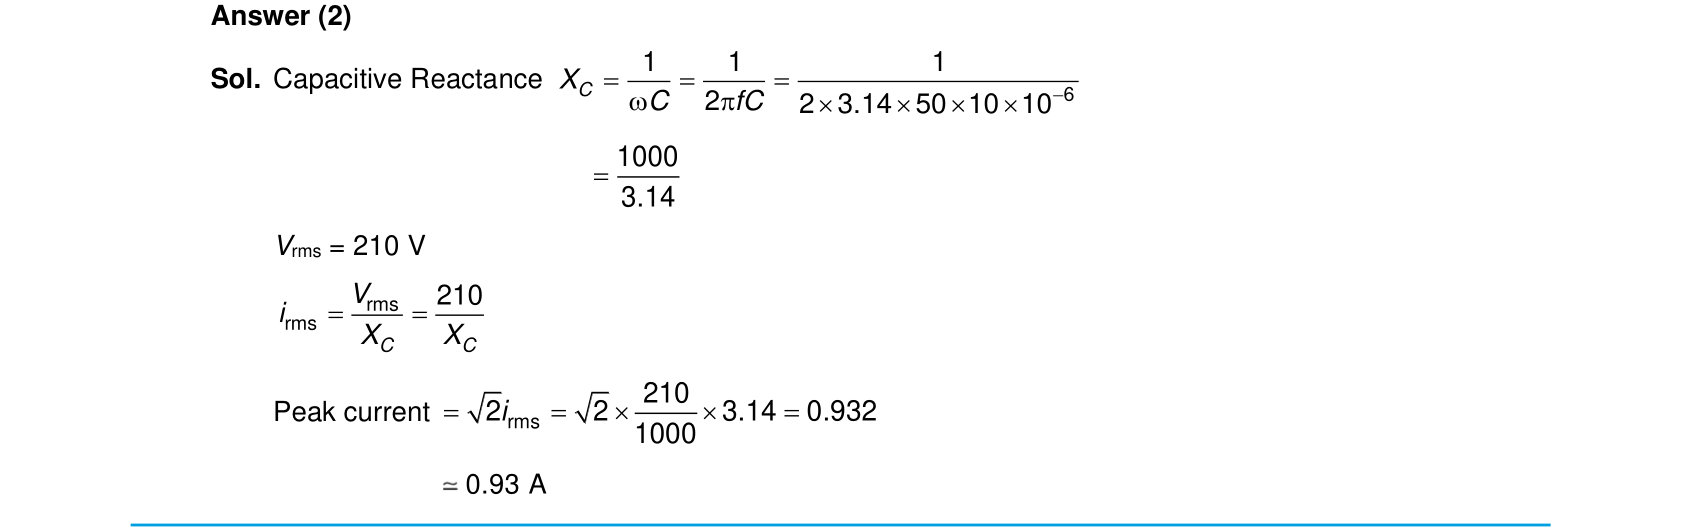 Answer (2)
Sol. Capacitive Reactance X_C = 1/ωC = 1/2πfC = 1/2×3.14×50×10×10⁻⁶
= 1000/3.14
V_rms = 210 V
i_rms = V_rms/X_C = 210/X_C
Peak current = √2 i_rms = √2 × 210/1000 × 3.14 = 0.932
≃ 0.93 A